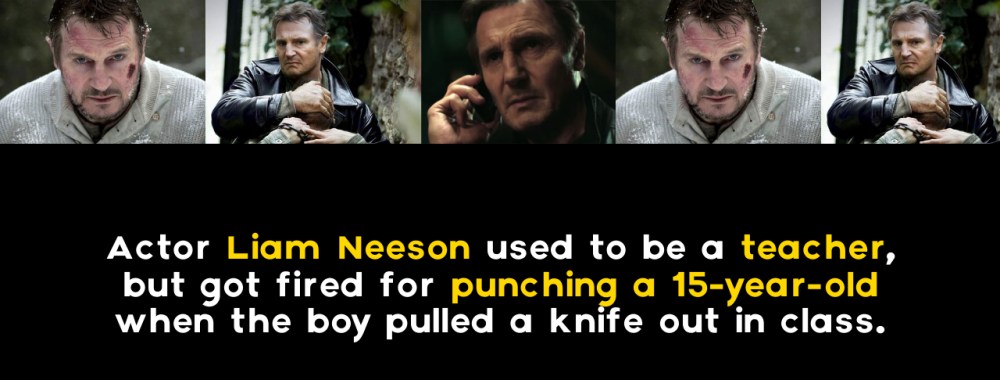 Actor Liam Neeson used to be a teacher,
but got fired for punching a 15-year-old
when the boy pulled a knife out in class.